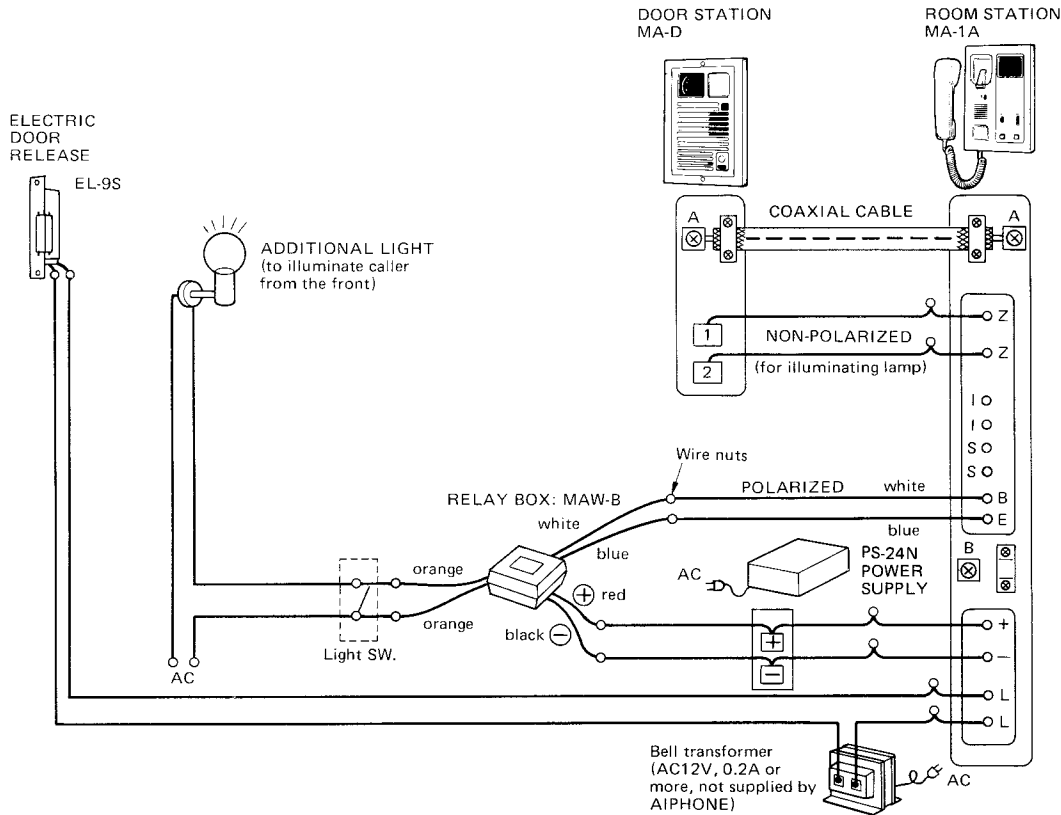 DOOR STATION
MA-D
ROOM STATION
MA-1A
ELECTRIC
DOOR
RELEASE
EL-9S
ADDITIONAL LIGHT
(to illuminate caller
from the front)
A
COAXIAL CABLE
A
1
NON-POLARIZED
Z
2
(for illuminating lamp)
Z
I
I
S
S
Wire nuts
RELAY BOX: MAW-B
POLARIZED
white
B
white
blue
E
blue
orange
orange
Light SW.
AC
PS-24N
POWER
SUPPLY
AC
B
+ red
black −
+
−
+
−
L
L
Bell transformer
(AC12V, 0.2A or
more, not supplied by
AIPHONE)
AC